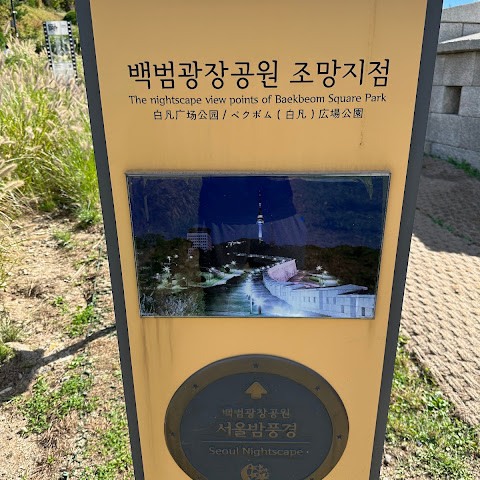 백범광장공원 조망지점
The nightscape view points of Baekbeom Square Park
白凡广场公园 / ベクボム ( 白凡 ) 広場公園
백범광장공원
서울밤풍경
Seoul Nightscape